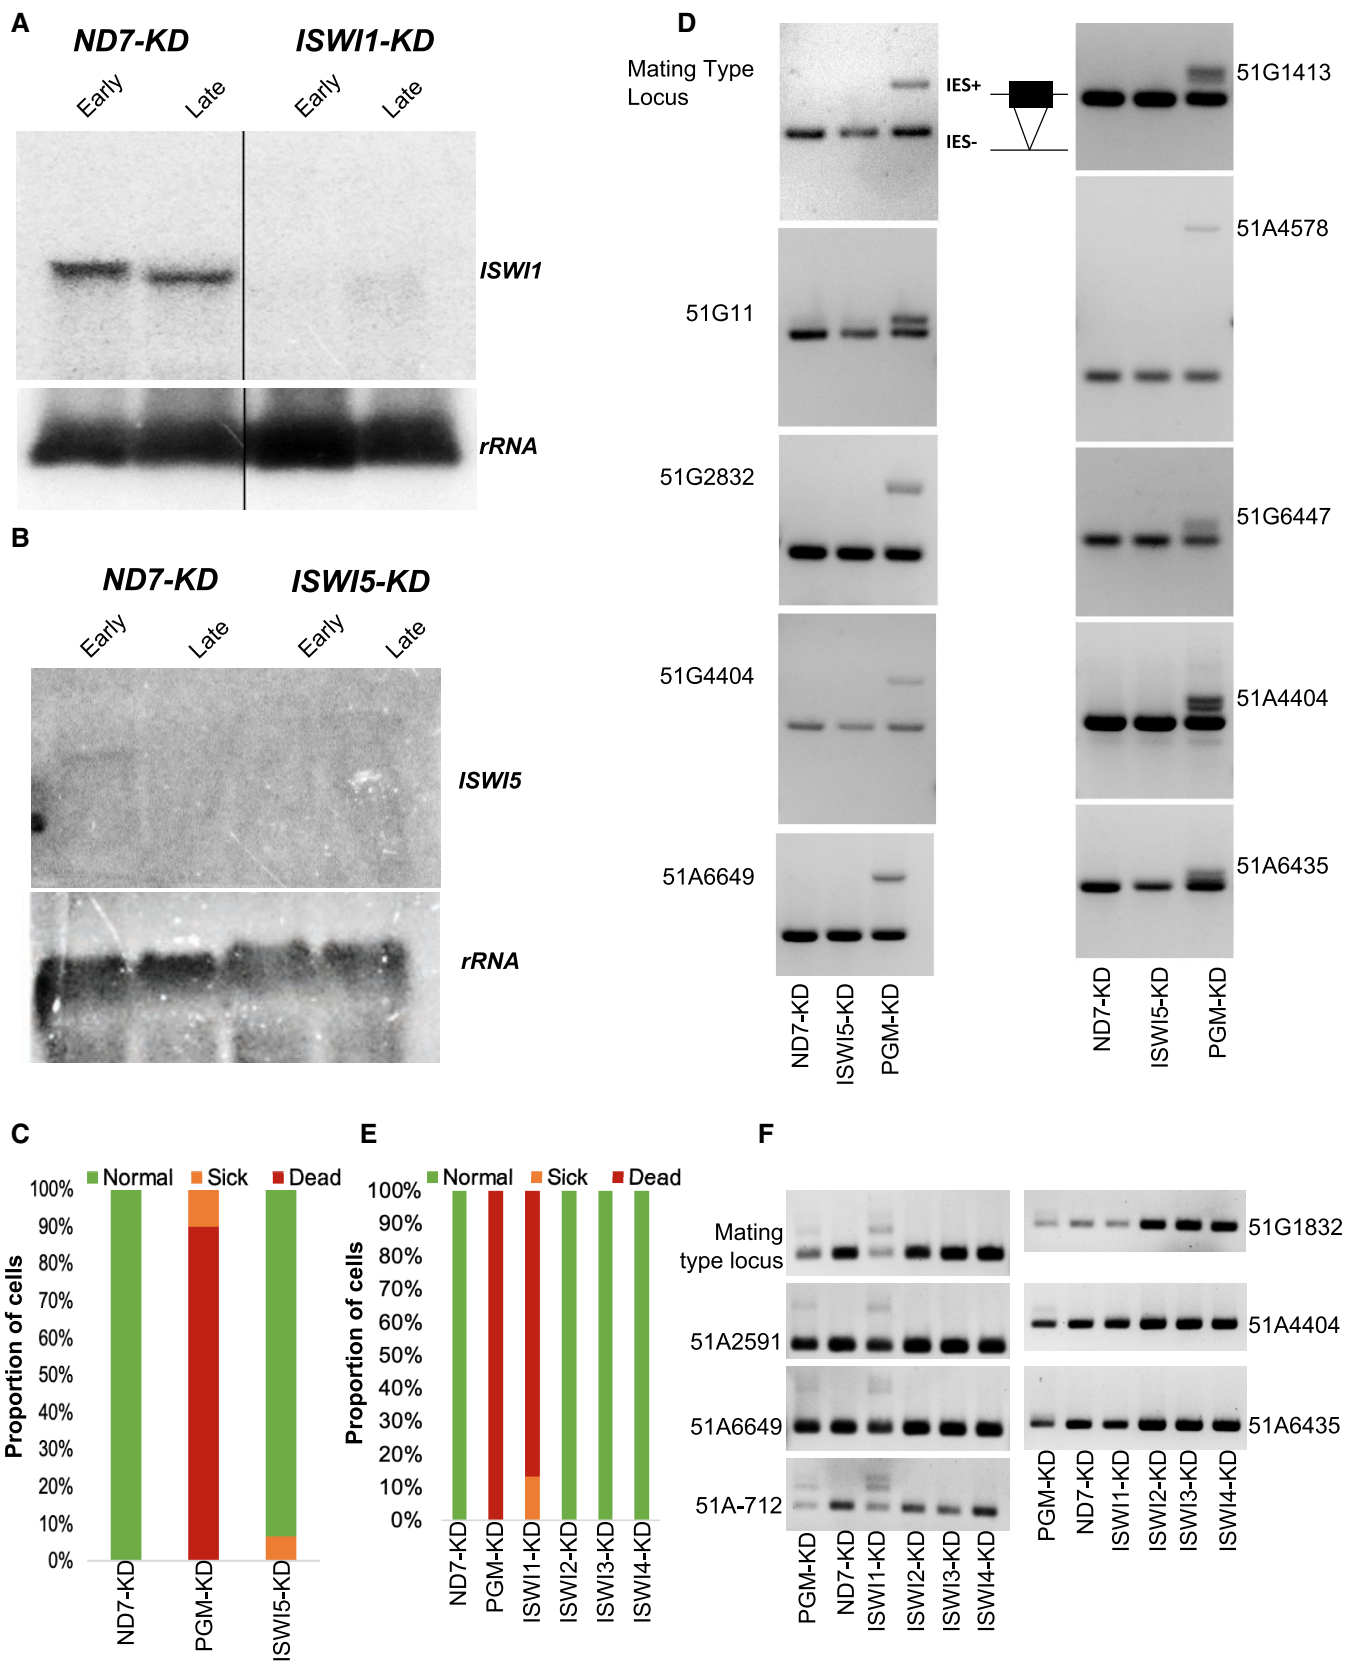 A
ND7-KD ISWI1-KD
Early Late Early Late
ISWI1
rRNA
B
ND7-KD ISWI5-KD
Early Late Early Late
ISWI5
rRNA
C
Normal Sick Dead
Proportion of cells
100%
90%
80%
70%
60%
50%
40%
30%
20%
10%
0%
ND7-KD
PGM-KD
ISWI5-KD
D
Mating Type
Locus
IES+
IES-
51G11
51G2832
51G4404
51A6649
ND7-KD
ISWI5-KD
PGM-KD
51G1413
51A4578
51G6447
51A4404
51A6435
ND7-KD
ISWI5-KD
PGM-KD
E
Normal Sick Dead
Proportion of cells
100%
90%
80%
70%
60%
50%
40%
30%
20%
10%
0%
ND7-KD
PGM-KD
ISWI1-KD
ISWI2-KD
ISWI3-KD
ISWI4-KD
F
Mating
type locus
51A2591
51A6649
51A-712
PGM-KD
ND7-KD
ISWI1-KD
ISWI2-KD
ISWI3-KD
ISWI4-KD
51G1832
51A4404
51A6435
PGM-KD
ND7-KD
ISWI1-KD
ISWI2-KD
ISWI3-KD
ISWI4-KD